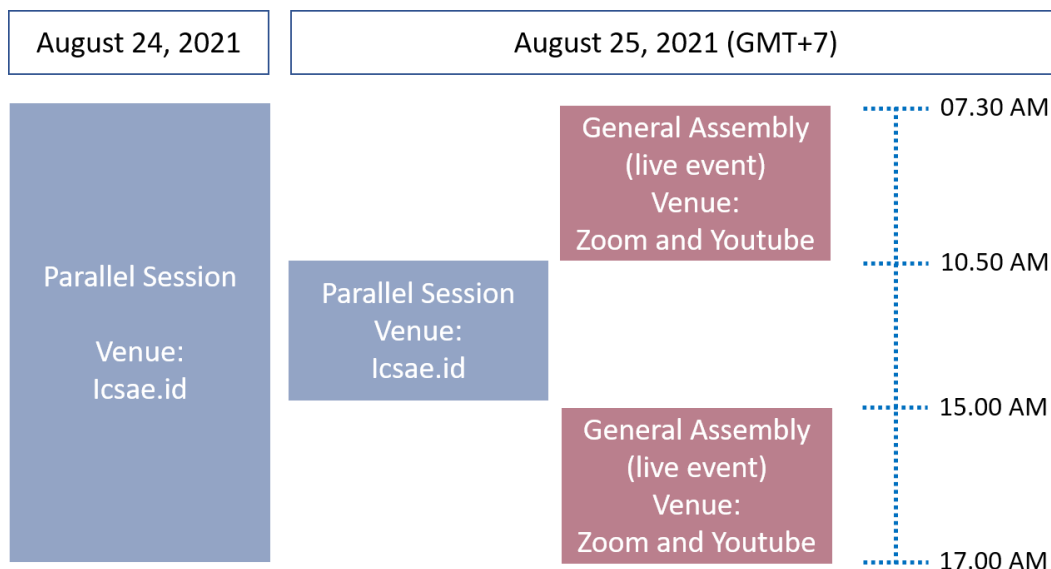 August 24, 2021
August 25, 2021 (GMT+7)
Parallel Session
Venue:
Icsae.id
Parallel Session
Venue:
Icsae.id
General Assembly
(live event)
Venue:
Zoom and Youtube
General Assembly
(live event)
Venue:
Zoom and Youtube
07.30 AM
10.50 AM
15.00 AM
17.00 AM